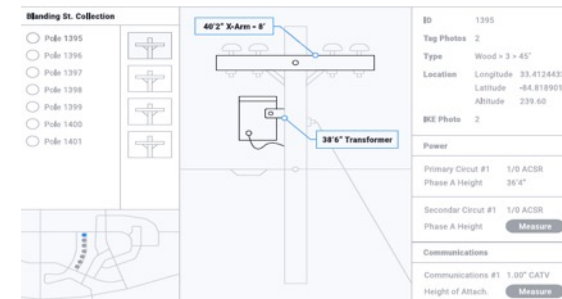 Blanding St. Collection
Pole 1395
Pole 1396
Pole 1397
Pole 1398
Pole 1399
Pole 1400
Pole 1401
40'2" X-Arm - 8'
38'6" Transformer
ID 1395
Tag Photos 2
Type Wood > 3 > 45'
Location Longitude 33.412443
Latitude -84.818901
Altitude 239.60
IKE Photo 2
Power
Primary Circut #1 1/0 ACSR
Phase A Height 36'4"
Secondar Circut #1 1/0 ACSR
Phase A Height Measure
Communications
Communications #1 1.00" CATV
Height of Attach. Measure